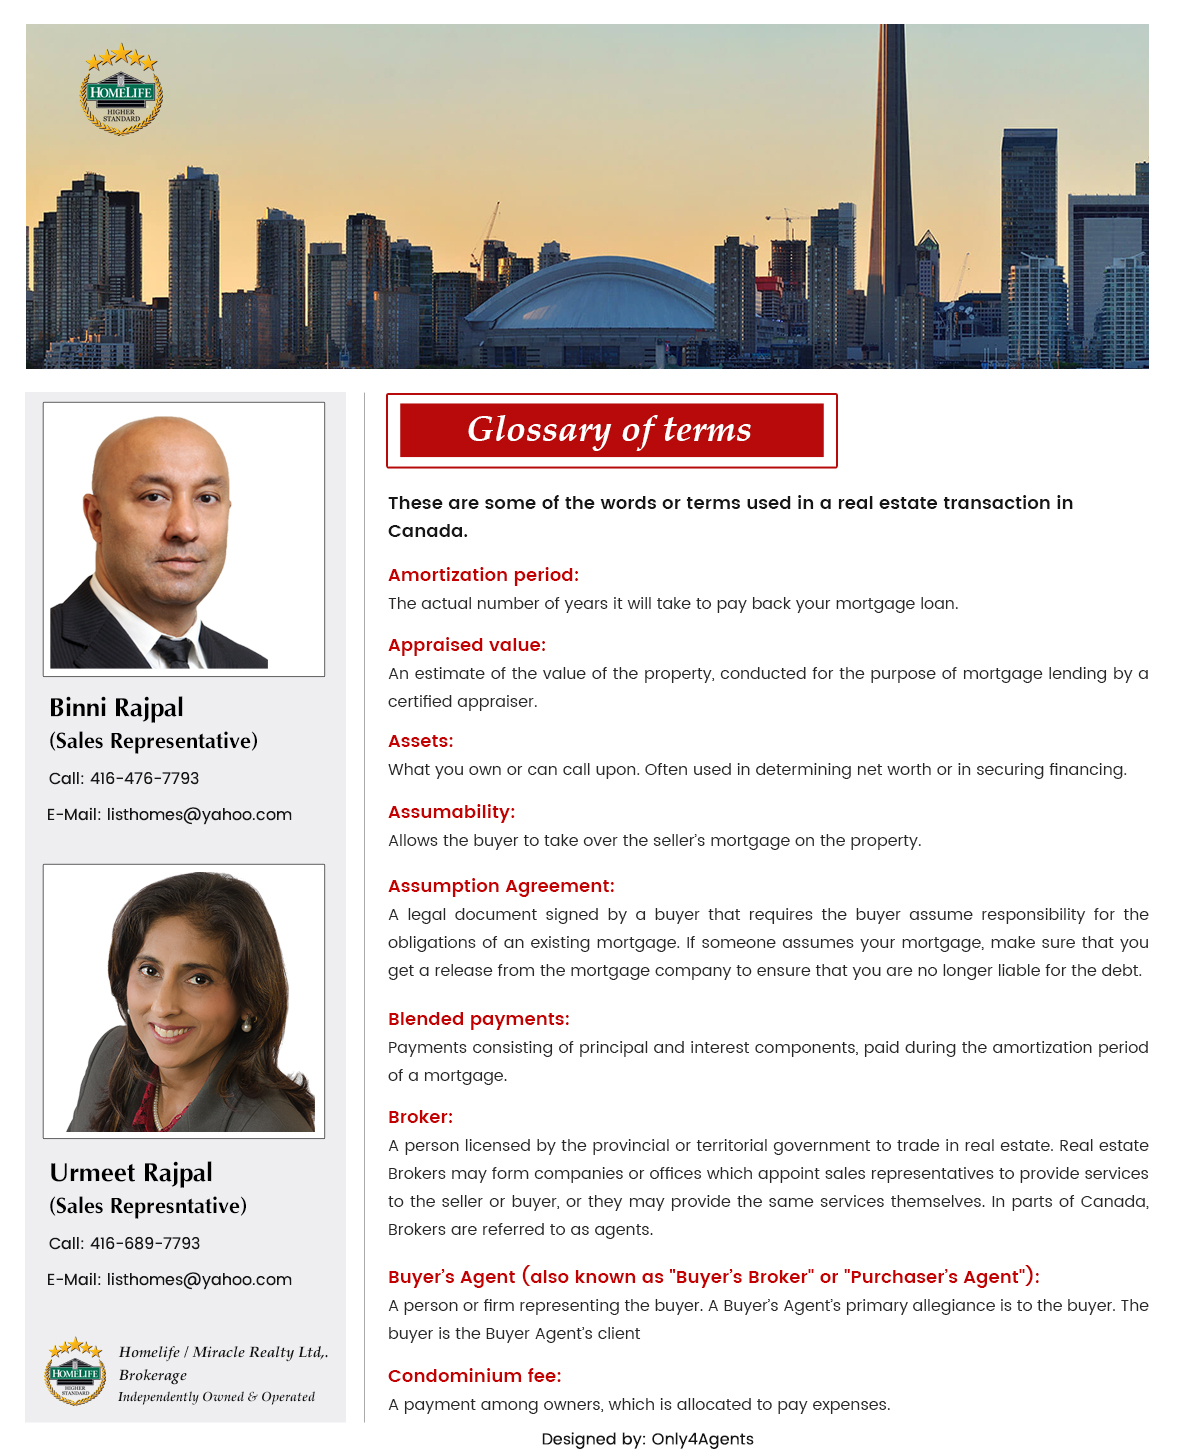 HOMELIFE
HIGHER
STANDARD
Binni Rajpal
(Sales Representative)
Call: 416-476-7793
E-Mail: listhomes@yahoo.com
Urmeet Rajpal
(Sales Represntative)
Call: 416-689-7793
E-Mail: listhomes@yahoo.com
HOMELIFE
HIGHER
STANDARD
Homelife / Miracle Realty Ltd,.
Brokerage
Independently Owned & Operated
Glossary of terms
These are some of the words or terms used in a real estate transaction in
Canada.
Amortization period:
The actual number of years it will take to pay back your mortgage loan.
Appraised value:
An estimate of the value of the property, conducted for the purpose of mortgage lending by a
certified appraiser.
Assets:
What you own or can call upon. Often used in determining net worth or in securing financing.
Assumability:
Allows the buyer to take over the seller’s mortgage on the property.
Assumption Agreement:
A legal document signed by a buyer that requires the buyer assume responsibility for the
obligations of an existing mortgage. If someone assumes your mortgage, make sure that you
get a release from the mortgage company to ensure that you are no longer liable for the debt.
Blended payments:
Payments consisting of principal and interest components, paid during the amortization period
of a mortgage.
Broker:
A person licensed by the provincial or territorial government to trade in real estate. Real estate
Brokers may form companies or offices which appoint sales representatives to provide services
to the seller or buyer, or they may provide the same services themselves. In parts of Canada,
Brokers are referred to as agents.
Buyer’s Agent (also known as "Buyer’s Broker" or "Purchaser’s Agent"):
A person or firm representing the buyer. A Buyer’s Agent’s primary allegiance is to the buyer. The
buyer is the Buyer Agent’s client
Condominium fee:
A payment among owners, which is allocated to pay expenses.
Designed by: Only4Agents